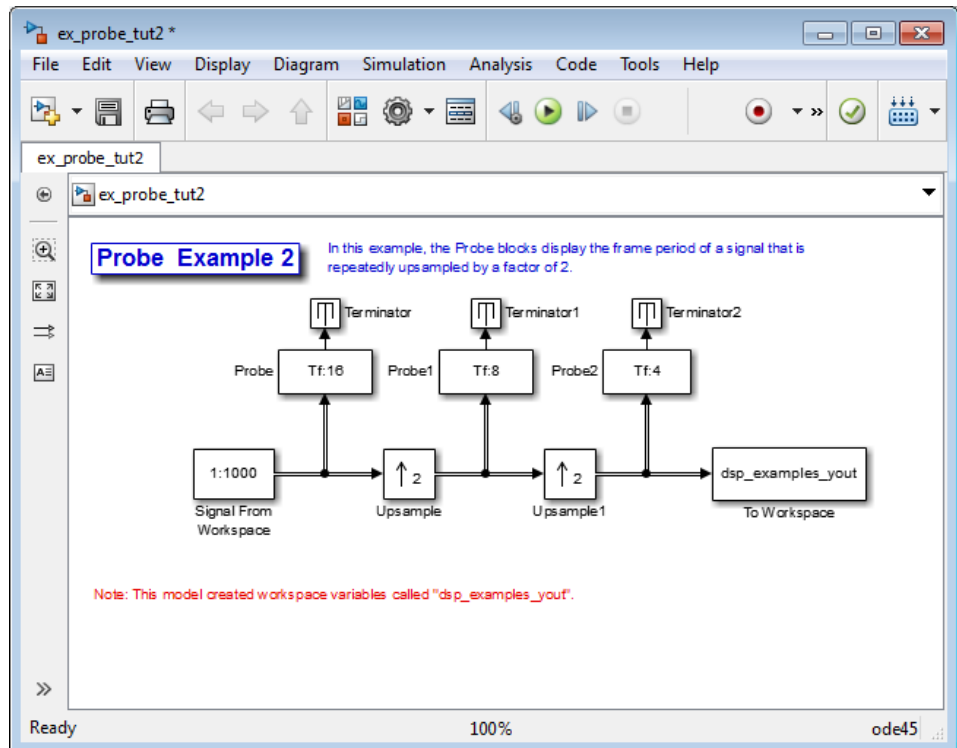 ex_probe_tut2 *
File Edit View Display Diagram Simulation Analysis Code Tools Help
ex_probe_tut2
ex_probe_tut2
Probe Example 2
In this example, the Probe blocks display the frame period of a signal that is
repeatedly upsampled by a factor of 2.
Terminator Terminator1 Terminator2
Probe Tf:16 Probe1 Tf:8 Probe2 Tf:4
1:1000 2 2 dsp_examples_yout
Signal From
Workspace
Upsample Upsample1 To Workspace
Note: This model created workspace variables called "dsp_examples_yout".
Ready 100% ode45